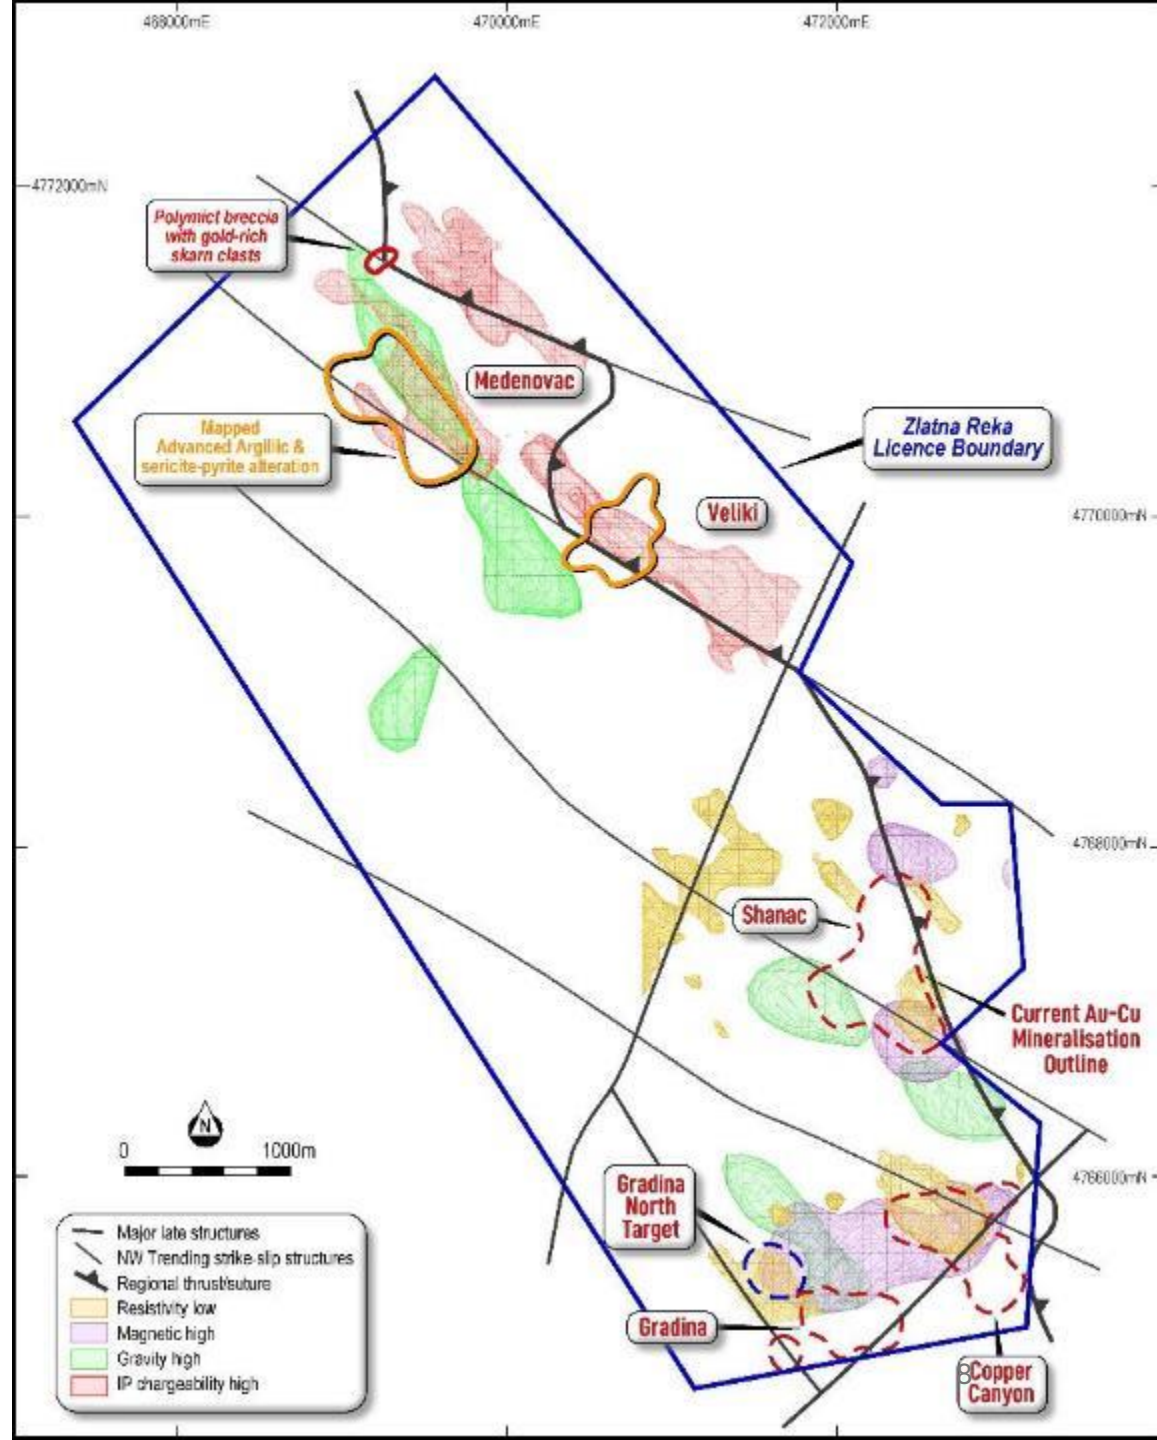 468000mE
470000mE
472000mE
4772000mN
Polymict breccia
with gold-rich
skarn clasts
Medenovac
Mapped
Advanced Argillic &
sericite-pyrite alteration
Zlatna Reka
Licence Boundary
Veliki
4770000mN
4768000mN
Shanac
Current Au-Cu
Mineralisation
Outline
N
0
1000m
Gradina
North
Target
4766000mN
Major late structures
NW Trending strike-slip structures
Regional thrust/suture
Resistivity low
Magnetic high
Gravity high
IP chargeability high
Gradina
8
Copper
Canyon